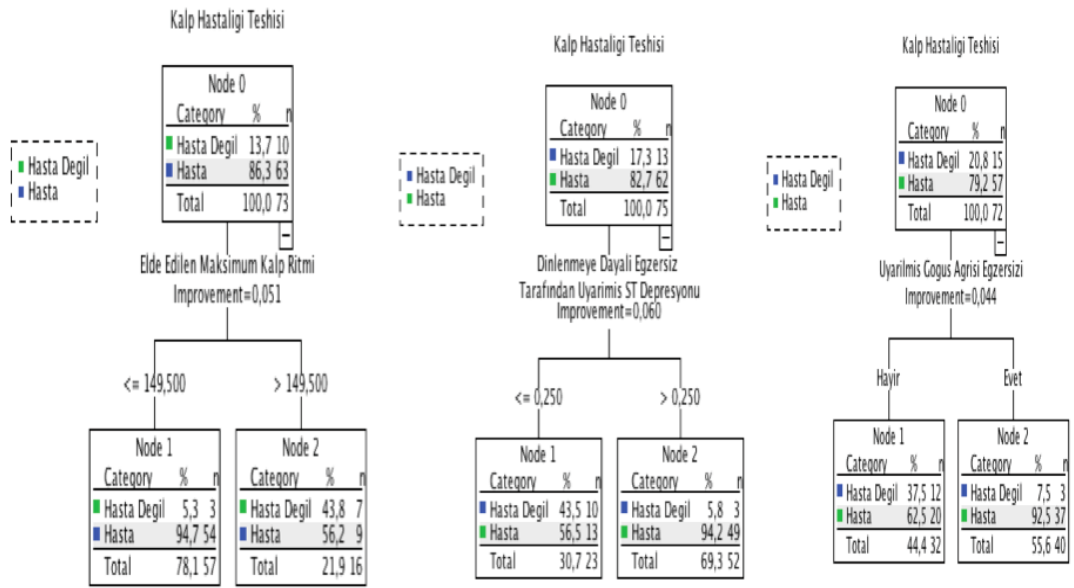 Kalp Hastaligi Teshisi
Hasta Degil
Hasta
Node 0
Category % n
Hasta Degil 13,7 10
Hasta 86,3 63
Total 100,0 73
Elde Edilen Maksimum Kalp Ritmi
Improvement=0,051
<= 149,500
> 149,500
Node 1
Category % n
Hasta Degil 5,3 3
Hasta 94,7 54
Total 78,1 57
Node 2
Category % n
Hasta Degil 43,8 7
Hasta 56,2 9
Total 21,9 16
Kalp Hastaligi Teshisi
Hasta Degil
Hasta
Node 0
Category % n
Hasta Degil 17,3 13
Hasta 82,7 62
Total 100,0 75
Dinlenmeye Dayali Egzersiz
Tarafından Uyarimis ST Depresyonu
Improvement=0,060
<= 0,250
> 0,250
Node 1
Category % n
Hasta Degil 43,5 10
Hasta 56,5 13
Total 30,7 23
Node 2
Category % n
Hasta Degil 5,8 3
Hasta 94,2 49
Total 69,3 52
Kalp Hastaligi Teshisi
Hasta Degil
Hasta
Node 0
Category % n
Hasta Degil 20,8 15
Hasta 79,2 57
Total 100,0 72
Uyarilmis Gogus Agrisi Egzersizi
Improvement=0,044
Hayir
Evet
Node 1
Category % n
Hasta Degil 37,5 12
Hasta 62,5 20
Total 44,4 32
Node 2
Category % n
Hasta Degil 7,5 3
Hasta 92,5 37
Total 55,6 40